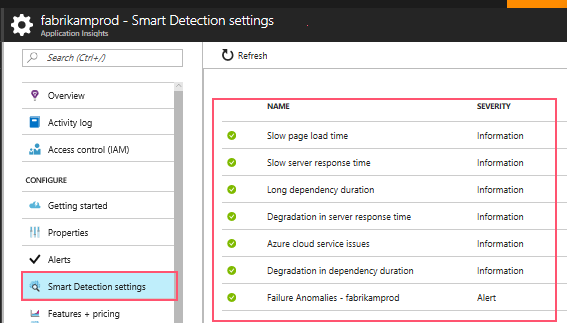 fabrikamprod - Smart Detection settings
Application Insights
Search (Ctrl+/)
Refresh
Overview
Activity log
Access control (IAM)
CONFIGURE
Getting started
Properties
Alerts
Smart Detection settings
Features + pricing
NAME SEVERITY
Slow page load time Information
Slow server response time Information
Long dependency duration Information
Degradation in server response time Information
Azure cloud service issues Information
Degradation in dependency duration Information
Failure Anomalies - fabrikamprod Alert